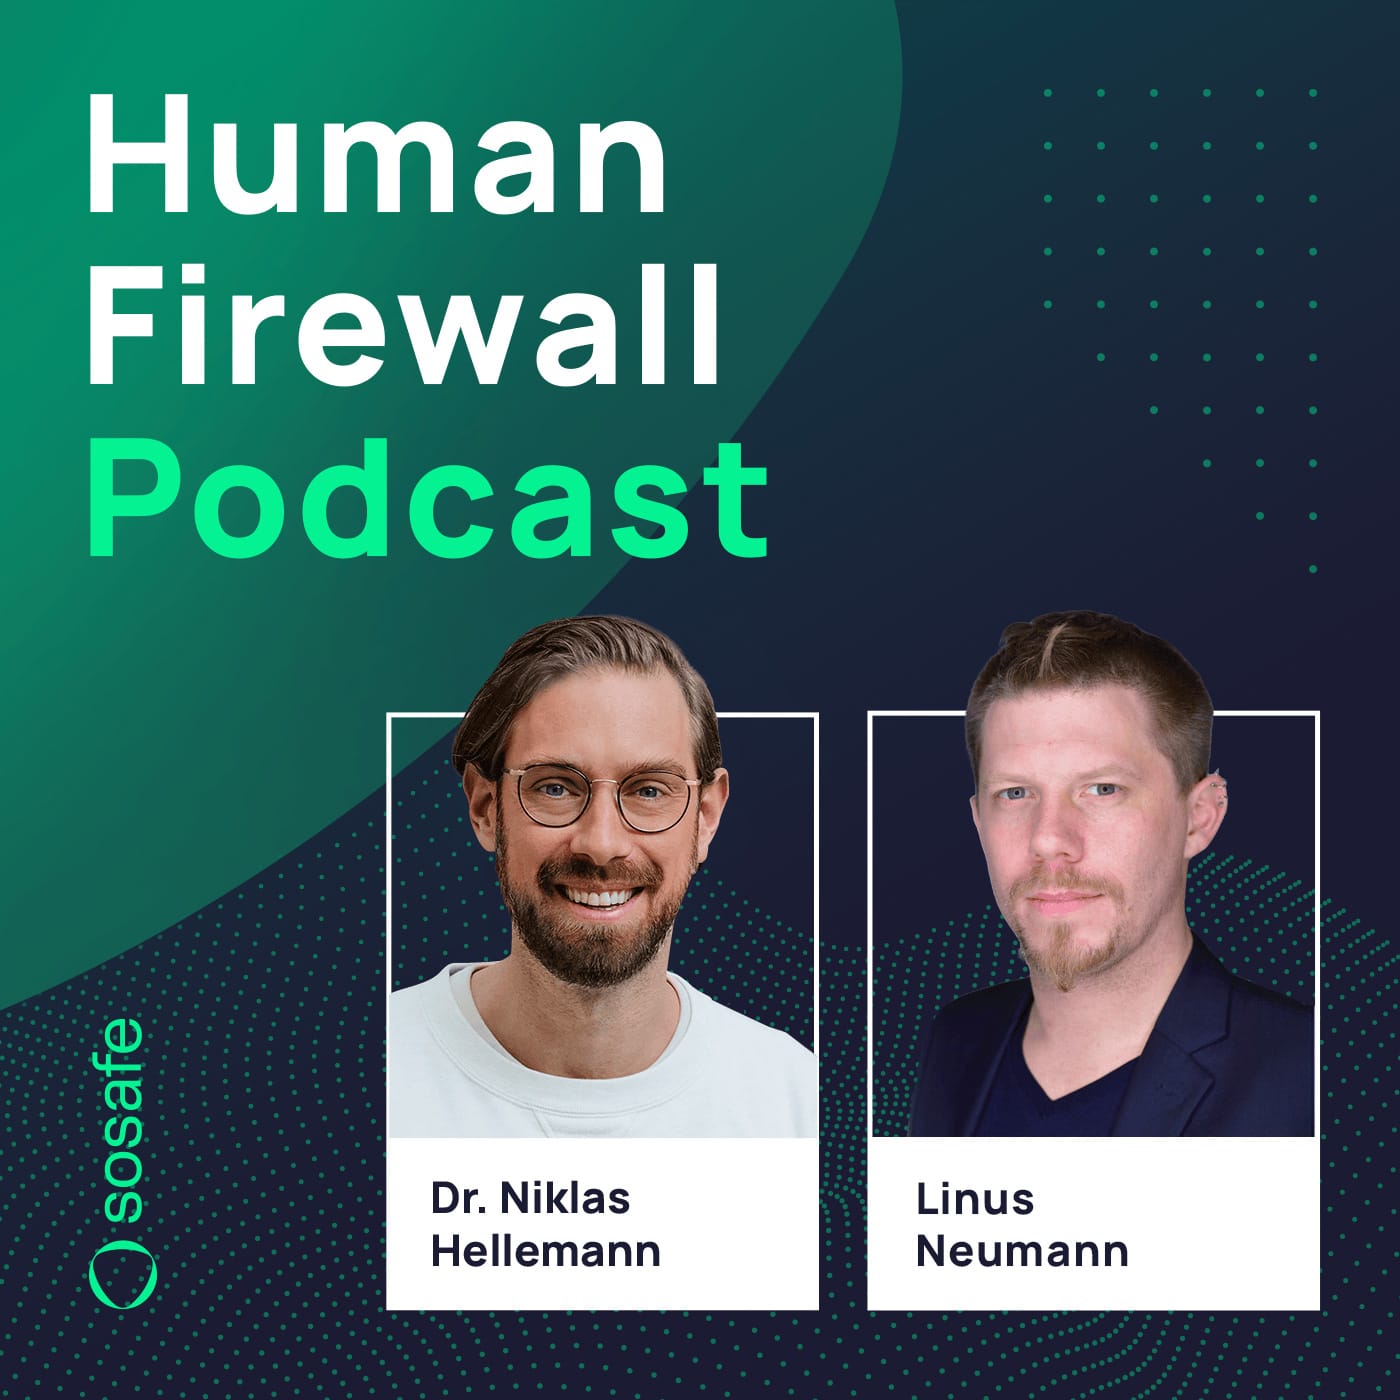 Human
Firewall
Podcast
sosafe
Dr. Niklas
Hellemann
Linus
Neumann